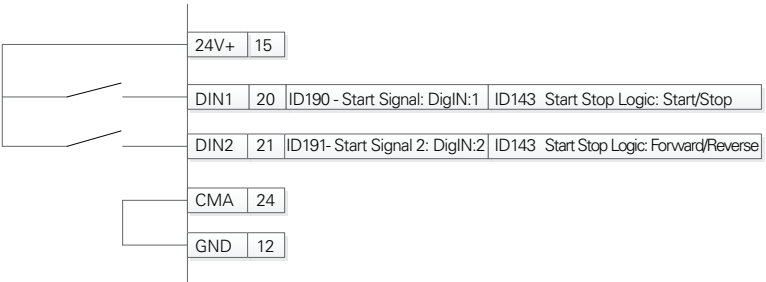 24V+ 15
DIN1 20 ID190 - Start Signal: DigIN:1 ID143 Start Stop Logic: Start/Stop
DIN2 21 ID191- Start Signal 2: DigIN:2 ID143 Start Stop Logic: Forward/Reverse
CMA 24
GND 12